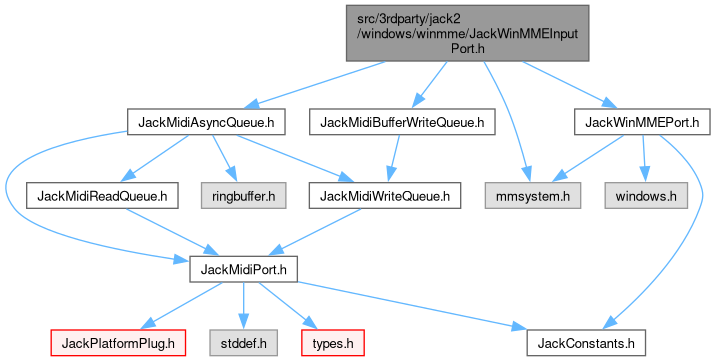 src/3rdparty/jack2
/windows/winmme/JackWinMMEInput
Port.h
JackMidiAsyncQueue.h
JackMidiBufferWriteQueue.h
JackWinMMEPort.h
JackMidiReadQueue.h
ringbuffer.h
JackMidiWriteQueue.h
mmsystem.h
windows.h
JackMidiPort.h
JackPlatformPlug.h
stddef.h
types.h
JackConstants.h